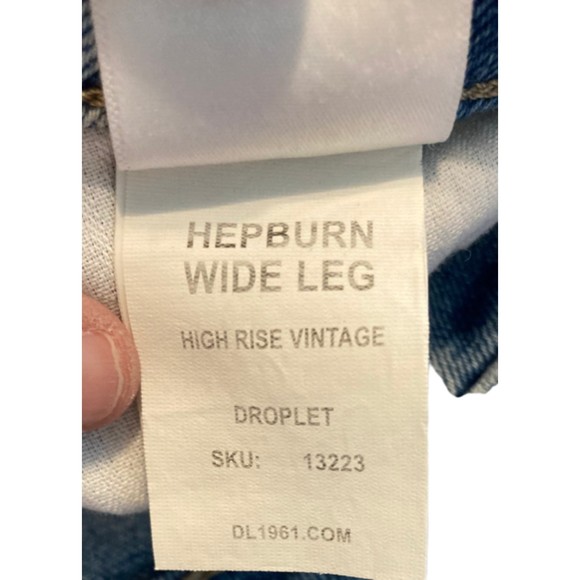 HEPBURN
WIDE LEG
HIGH RISE VINTAGE
DROPLET
SKU: 13223
DL1961.COM